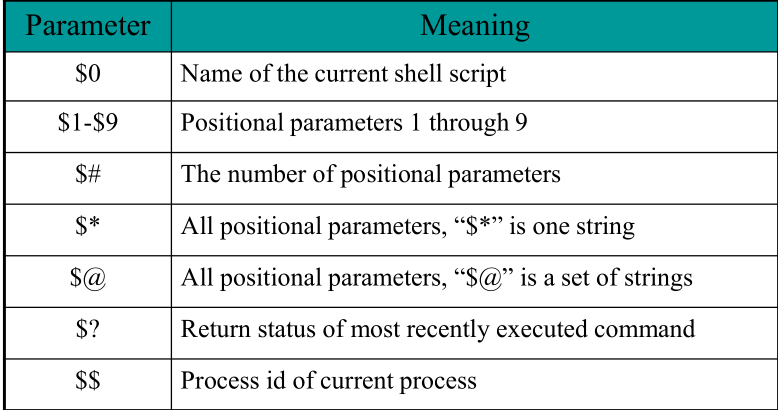 Parameter Meaning
$0 Name of the current shell script
$1-$9 Positional parameters 1 through 9
$# The number of positional parameters
$* All positional parameters, “$*” is one string
$@ All positional parameters, “$@” is a set of strings
$? Return status of most recently executed command
$$ Process id of current process